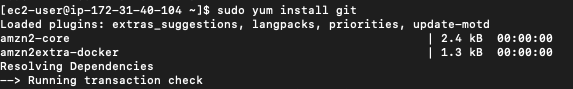 [ec2-user@ip-172-31-40-104 ~]$ sudo yum install git
Loaded plugins: extras_suggestions, langpacks, priorities, update-motd
amzn2-core | 2.4 kB 00:00:00
amzn2extra-docker | 1.3 kB 00:00:00
Resolving Dependencies
--> Running transaction check